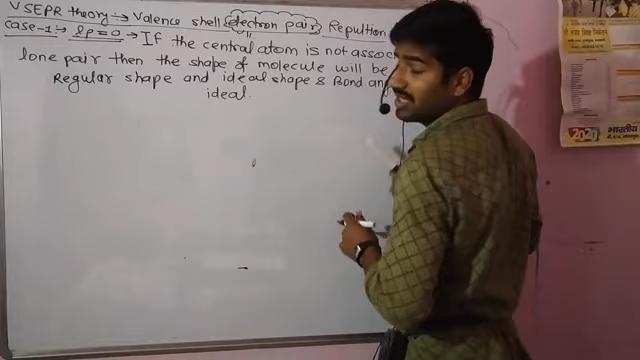 VSEPR theory :→ Valence shell electron pair Repultion
case-1 :→ lp=0 → If the central atom is not assoc
lone pair then the shape of molecule will be
Regular shape and ideal shape & Bond an
ideal.
2020 भारतीय